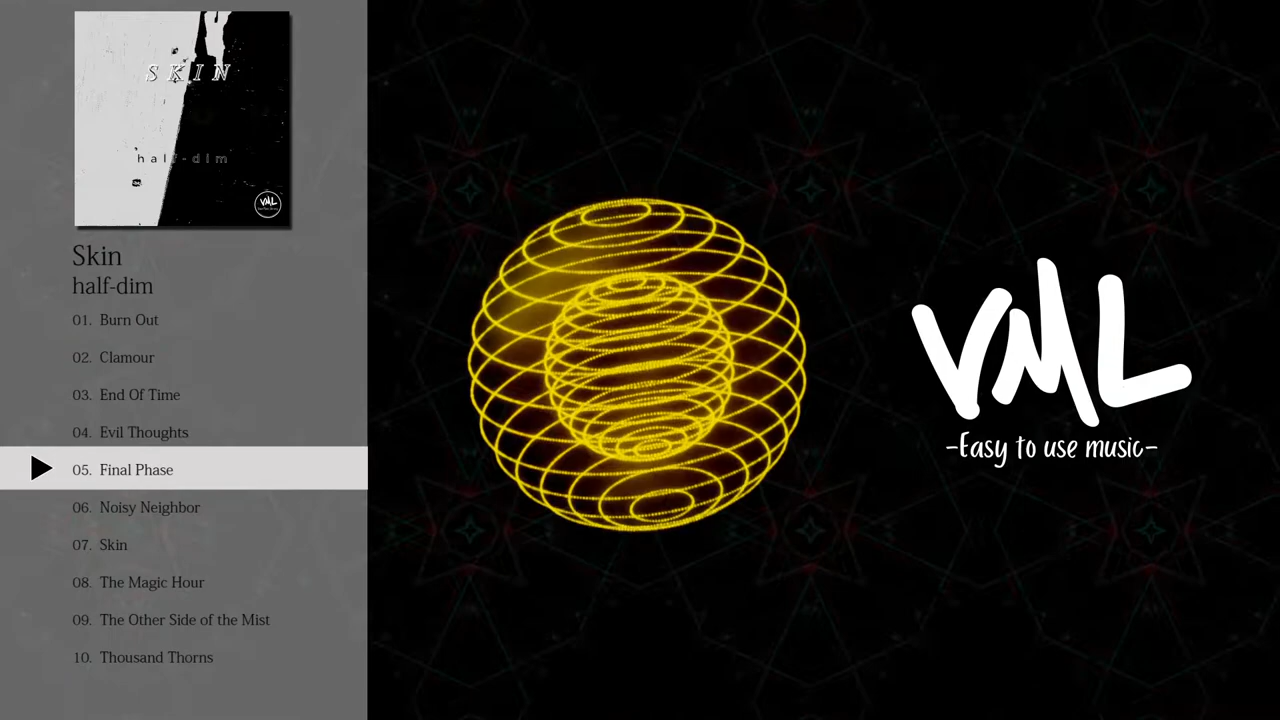 SKIN
half-dim
VML
Skin
half-dim
01. Burn Out
02. Clamour
03. End Of Time
04. Evil Thoughts
05. Final Phase
06. Noisy Neighbor
07. Skin
08. The Magic Hour
09. The Other Side of the Mist
10. Thousand Thorns
VML
-Easy to use music-